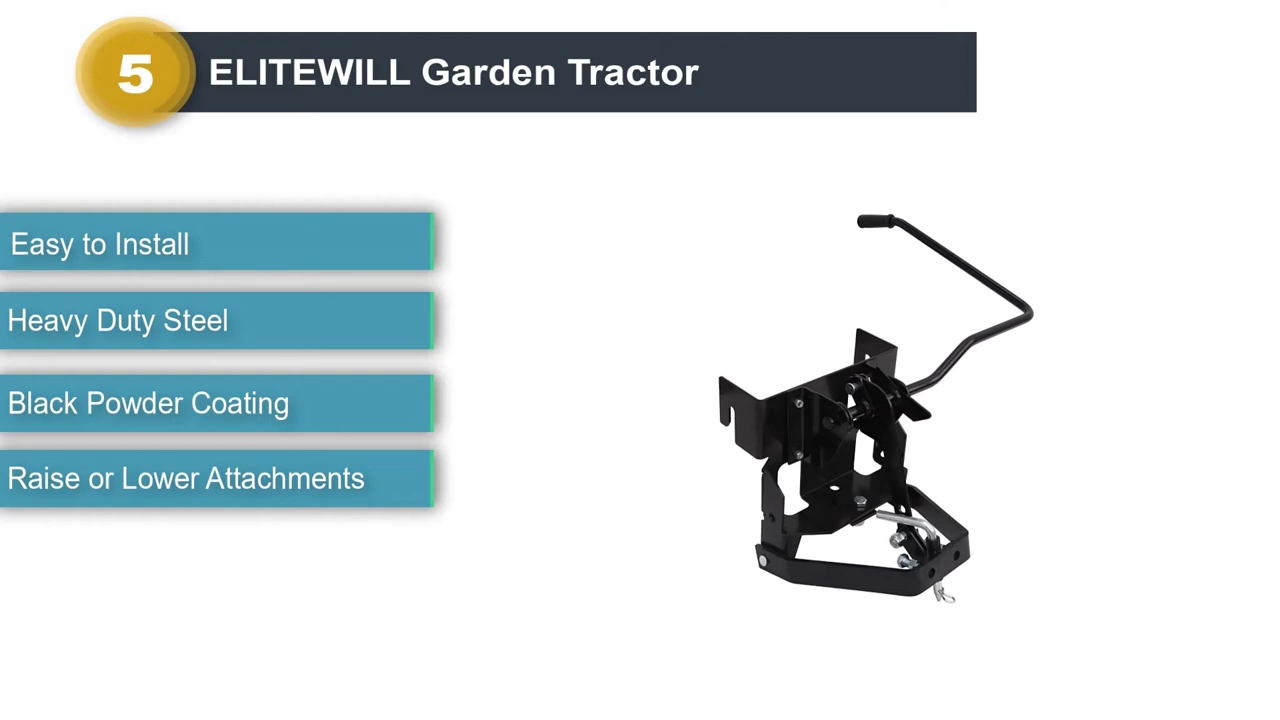 5
ELITEWILL Garden Tractor
Easy to Install
Heavy Duty Steel
Black Powder Coating
Raise or Lower Attachments